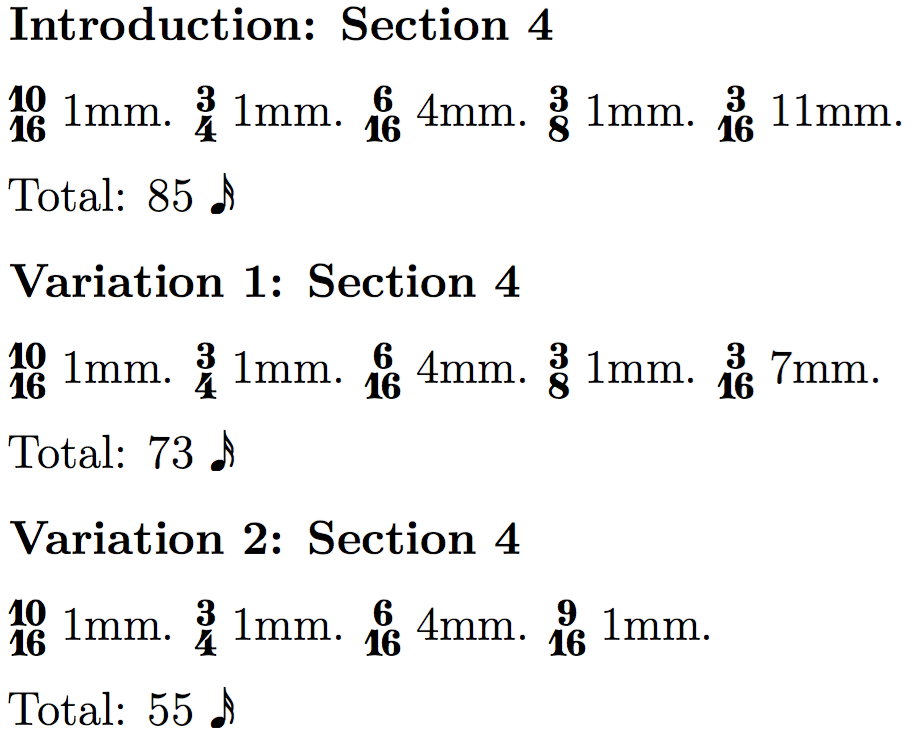 Introduction: Section 4
10/16 1mm. 3/4 1mm. 6/16 4mm. 3/8 1mm. 3/16 11mm.
Total: 85 𝅘𝅥𝅯
Variation 1: Section 4
10/16 1mm. 3/4 1mm. 6/16 4mm. 3/8 1mm. 3/16 7mm.
Total: 73 𝅘𝅥𝅯
Variation 2: Section 4
10/16 1mm. 3/4 1mm. 6/16 4mm. 9/16 1mm.
Total: 55 𝅘𝅥𝅯